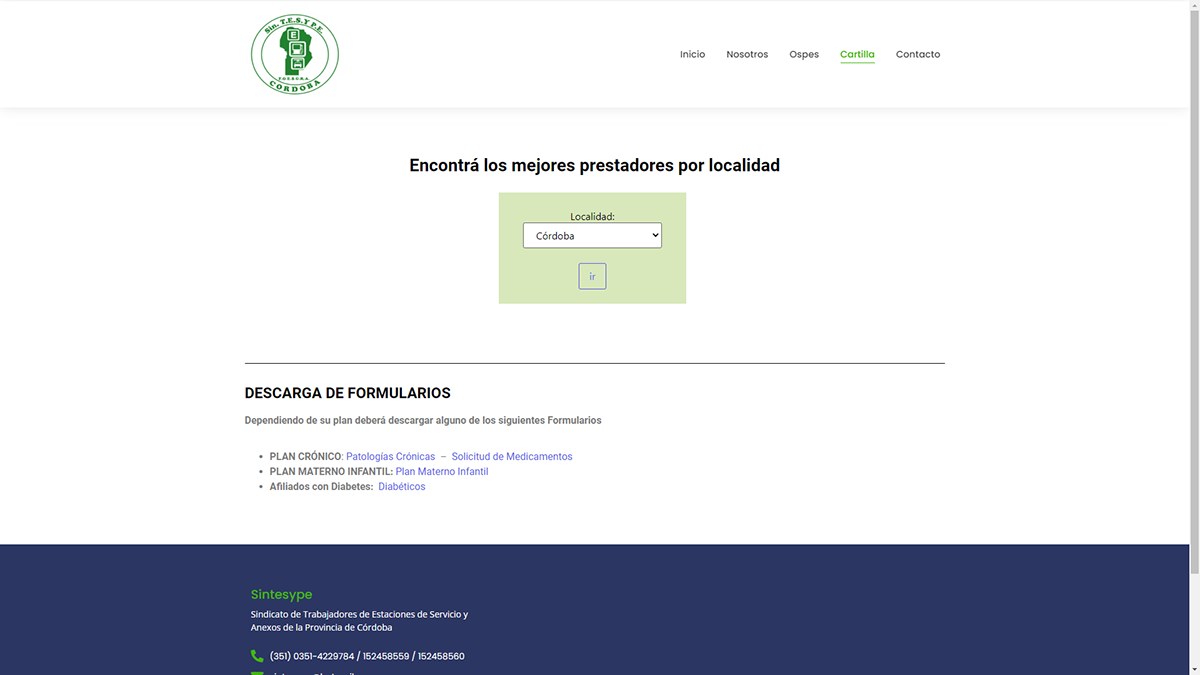 Sin. T.E.S.Y P.E.
E
CORDOBA
Inicio
Nosotros
Ospes
Cartilla
Contacto
Encontrá los mejores prestadores por localidad
Localidad:
Córdoba
ir
DESCARGA DE FORMULARIOS
Dependiendo de su plan deberá descargar alguno de los siguientes Formularios
• PLAN CRÓNICO: Patologías Crónicas – Solicitud de Medicamentos
• PLAN MATERNO INFANTIL: Plan Materno Infantil
• Afiliados con Diabetes: Diabéticos
Sintesype
Sindicato de Trabajadores de Estaciones de Servicio y
Anexos de la Provincia de Córdoba
(351) 0351-4229784 / 152458559 / 152458560